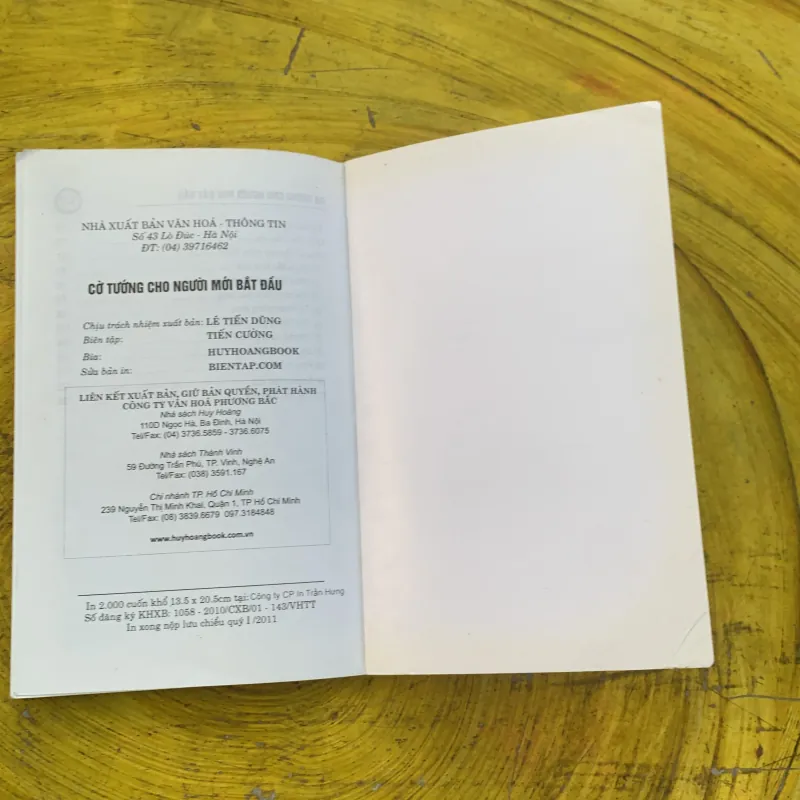 NHÀ XUẤT BẢN VĂN HOÁ - THÔNG TIN
Số 43 Lò Đúc - Hà Nội
ĐT: (04) 39716462
CỜ TƯỚNG CHO NGƯỜI MỚI BẮT ĐẦU
Chịu trách nhiệm xuất bản: LÊ TIẾN DŨNG
Biên tập: TIẾN CƯỜNG
Bìa: HUYHOANGBOOK
Sửa bản in: BIENTAP.COM
LIÊN KẾT XUẤT BẢN, GIỮ BẢN QUYỀN, PHÁT HÀNH
CÔNG TY VĂN HOÁ PHƯƠNG BẮC
Nhà sách Huy Hoàng
110D Ngọc Hà, Ba Đình, Hà Nội
Tel/Fax: (04) 3736.5859 - 3736.6075
Nhà sách Thành Vinh
59 Đường Trần Phú, TP. Vinh, Nghệ An
Tel/Fax: (038) 3591.167
Chi nhánh TP. Hồ Chí Minh
239 Nguyễn Thị Minh Khai, Quận 1, TP Hồ Chí Minh
Tel/Fax: (08) 3839.6679 097.3184848
www.huyhoangbook.com.vn
In 2.000 cuốn khổ 13.5 x 20.5cm tại: Công ty CP In Trần Hưng
Số đăng ký KHXB: 1058 - 2010/CXB/01 - 143/VHTT
In xong nộp lưu chiểu quý I /2011